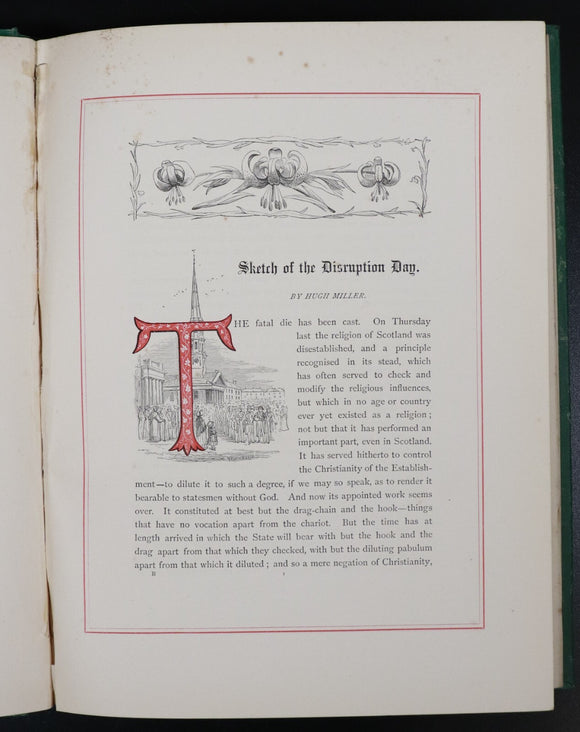 Sketch of the Disruption Day.
BY HUGH MILLER.
THE fatal die has been cast. On Thursday
last the religion of Scotland was
disestablished, and a principle
recognised in its stead, which
has often served to check and
modify the religious influences,
but which in no age or country
ever yet existed as a religion;
not but that it has performed an
important part, even in Scotland.
It has served hitherto to control
the Christianity of the Establish-
ment—to dilute it to such a degree, if we may so speak, as to render it
bearable to statesmen without God. And now its appointed work seems
over. It constituted at best but the drag-chain and the hook—things
that have no vocation apart from the chariot. But the time has at
length arrived in which the State will bear with but the hook and the
drag apart from that which they checked, with but the diluting pabulum
apart from that which it diluted; and so a mere negation of Christianity,
B 1